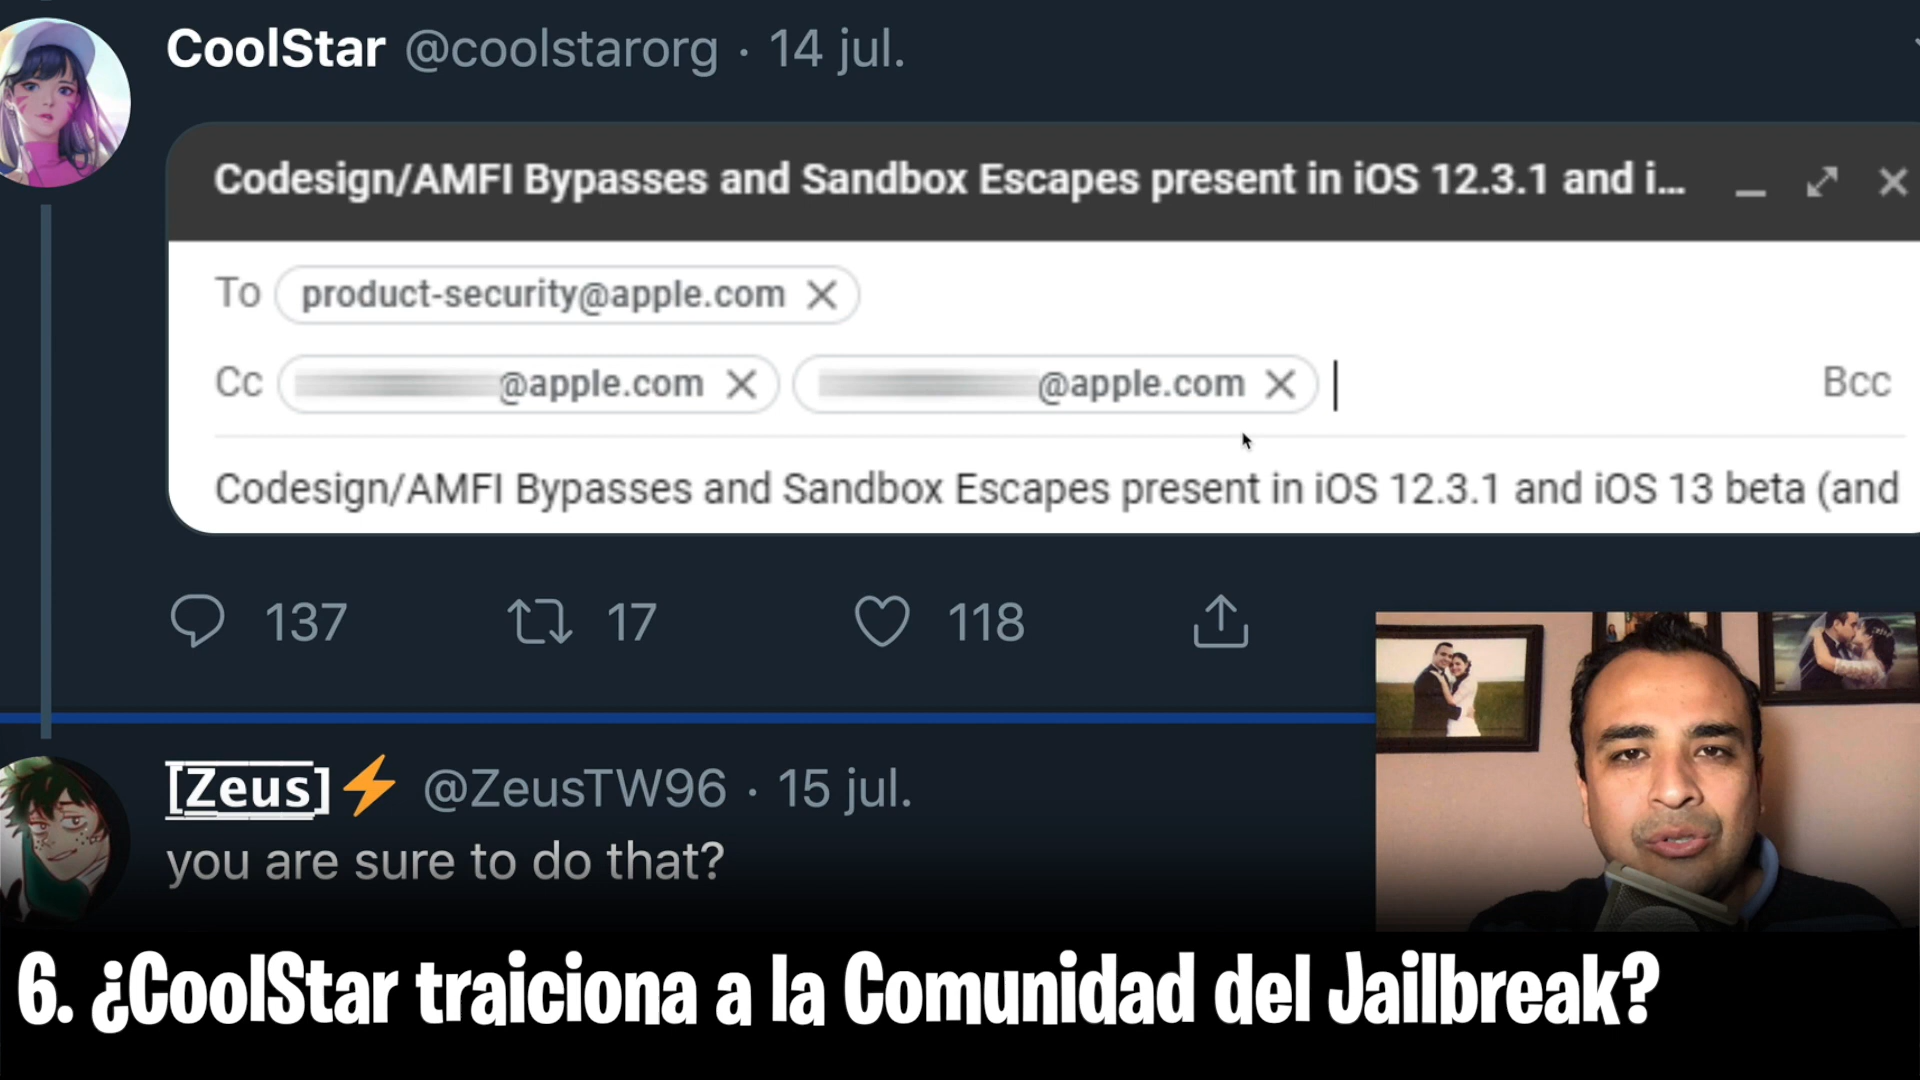 CoolStar @coolstarorg · 14 jul.
Codesign/AMFI Bypasses and Sandbox Escapes present in iOS 12.3.1 and i...
To product-security@apple.com
Cc @apple.com @apple.com Bcc
Codesign/AMFI Bypasses and Sandbox Escapes present in iOS 12.3.1 and iOS 13 beta (and
137 17 118
[Zeus]⚡ @ZeusTW96 · 15 jul.
you are sure to do that?
6. ¿CoolStar traiciona a la Comunidad del Jailbreak?